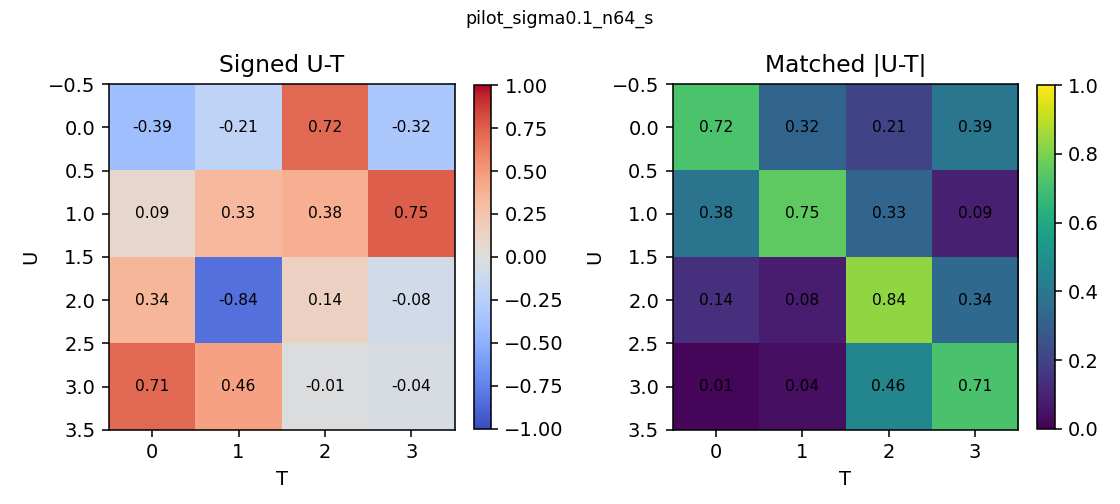 pilot_sigma0.1_n64_s
Signed U-T
−0.5
0.0
0.5
1.0
1.5
2.0
2.5
3.0
3.5
U
-0.39 -0.21 0.72 -0.32
0.09 0.33 0.38 0.75
0.34 -0.84 0.14 -0.08
0.71 0.46 -0.01 -0.04
0 1 2 3
T
1.00
0.75
0.50
0.25
0.00
−0.25
−0.50
−0.75
−1.00
Matched |U-T|
−0.5
0.0
0.5
1.0
1.5
2.0
2.5
3.0
3.5
U
0.72 0.32 0.21 0.39
0.38 0.75 0.33 0.09
0.14 0.08 0.84 0.34
0.01 0.04 0.46 0.71
0 1 2 3
T
1.0
0.8
0.6
0.4
0.2
0.0